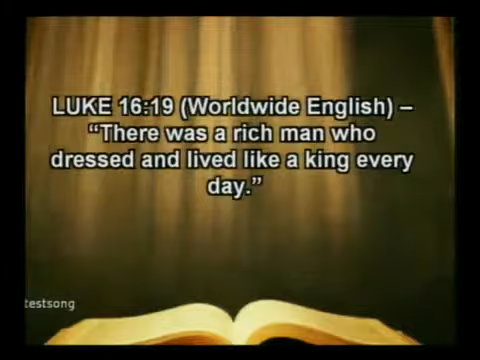 LUKE 16:19 (Worldwide English) –
“There was a rich man who
dressed and lived like a king every
day.”
testsong